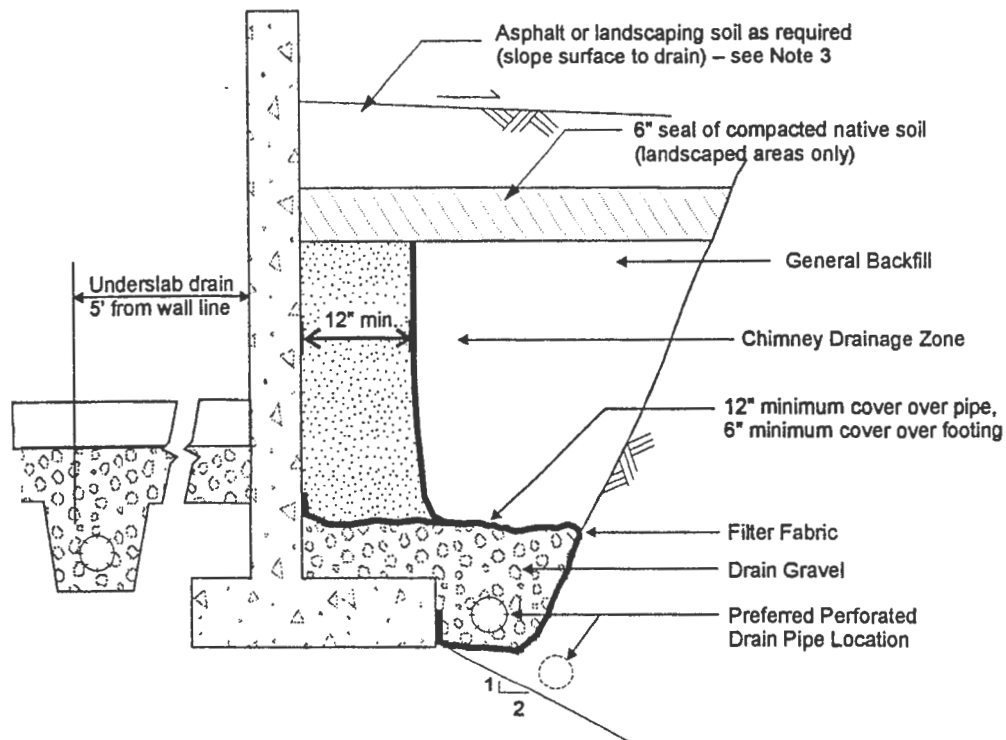 Asphalt or landscaping soil as required
(slope surface to drain) – see Note 3
6" seal of compacted native soil
(landscaped areas only)
General Backfill
Underslab drain
5' from wall line
12" min.
Chimney Drainage Zone
12" minimum cover over pipe,
6" minimum cover over footing
Filter Fabric
Drain Gravel
Preferred Perforated
Drain Pipe Location
1
2